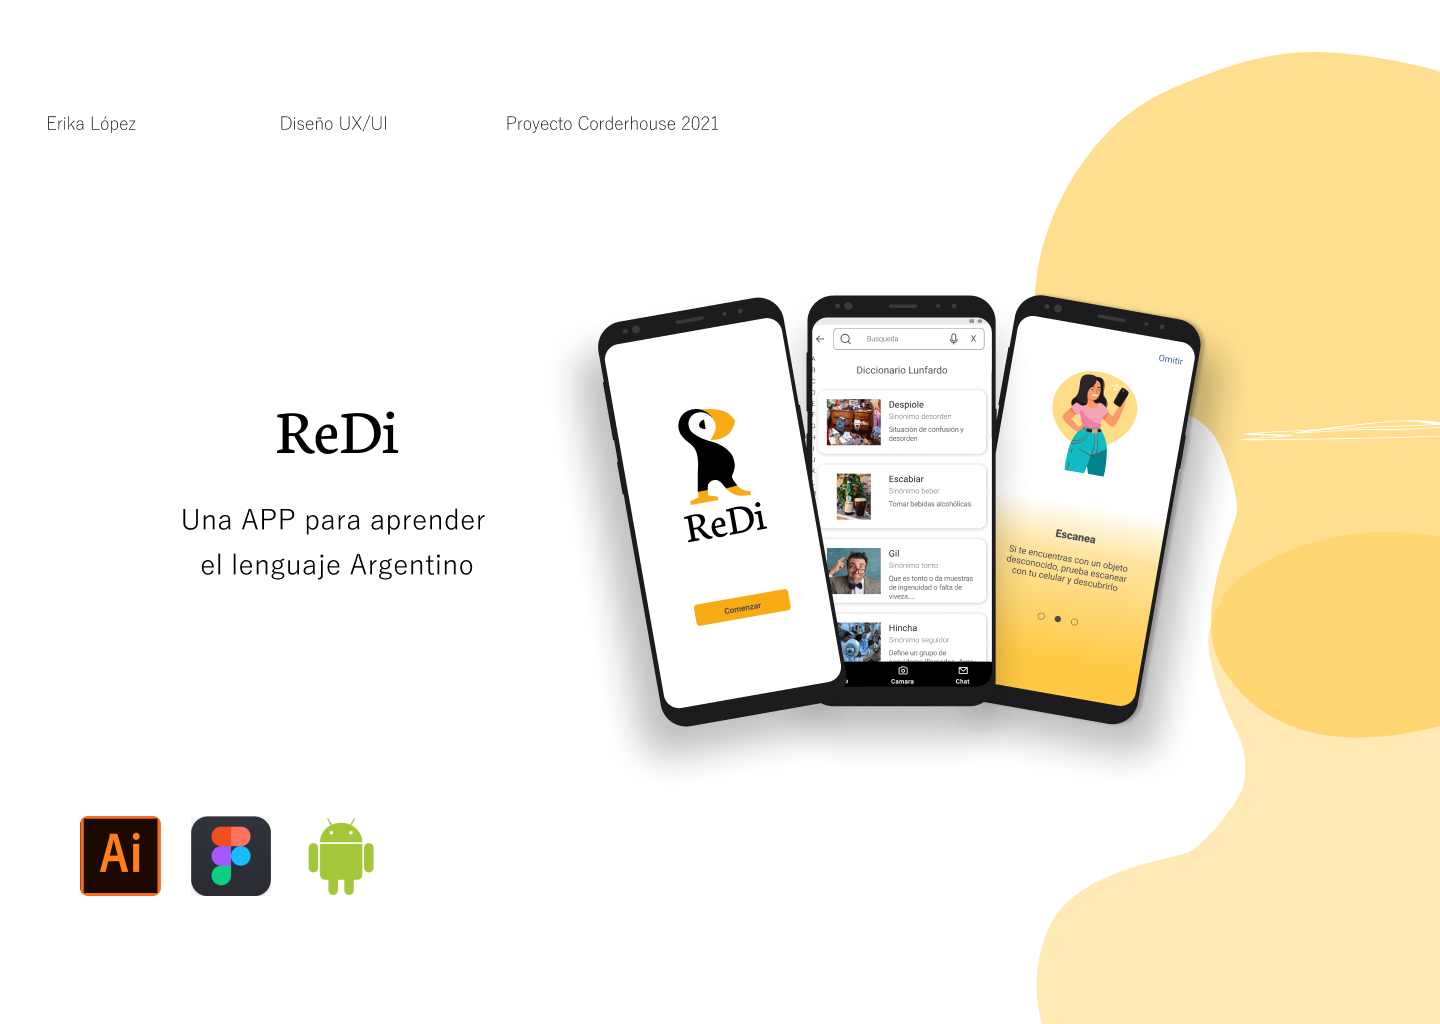 Erika López
Diseño UX/UI
Proyecto Corderhouse 2021
ReDi
Una APP para aprender
el lenguaje Argentino
Ai
ReDi
Comenzar
Busqueda
X
Diccionario Lunfardo
Despiole
Sinónimo desorden
Situación de confusión y
desorden
Escabiar
Sinónimo beber.
Tomar bebidas alcohólicas.
Gil
Sinónimo tonto
Que es tonto o da muestras
de ingenuidad o falta de
viveza....
Hincha
Sinónimo seguidor
Define un grupo de
Camara
Chat
Omitir
Escanea
Si te encuentras con un objeto
desconocido, prueba escanear
con tu celular y descubrirlo